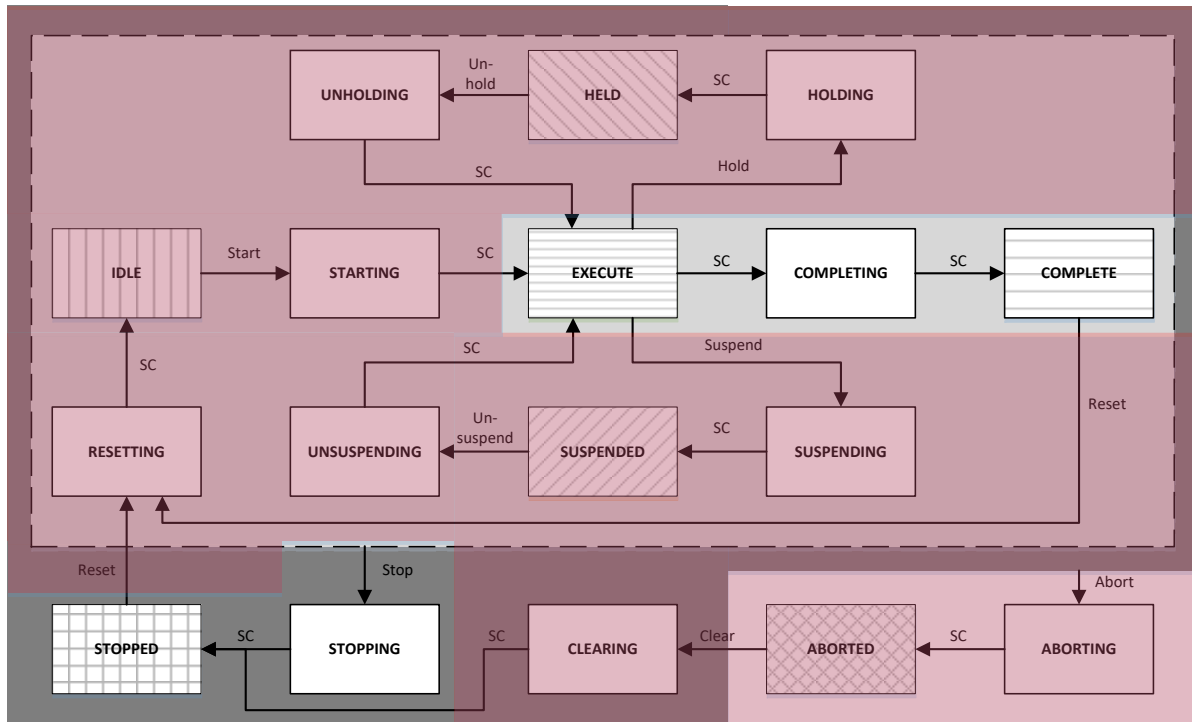 Un-
hold
UNHOLDING
HELD
SC
HOLDING
SC
Hold
IDLE
Start
STARTING
SC
EXECUTE
SC
COMPLETING
SC
COMPLETE
SC
Suspend
SC
Reset
RESETTING
UNSUSPENDING
Un-
suspend
SUSPENDED
SC
SUSPENDING
Reset
Stop
Abort
STOPPED
SC
STOPPING
SC
CLEARING
Clear
ABORTED
SC
ABORTING